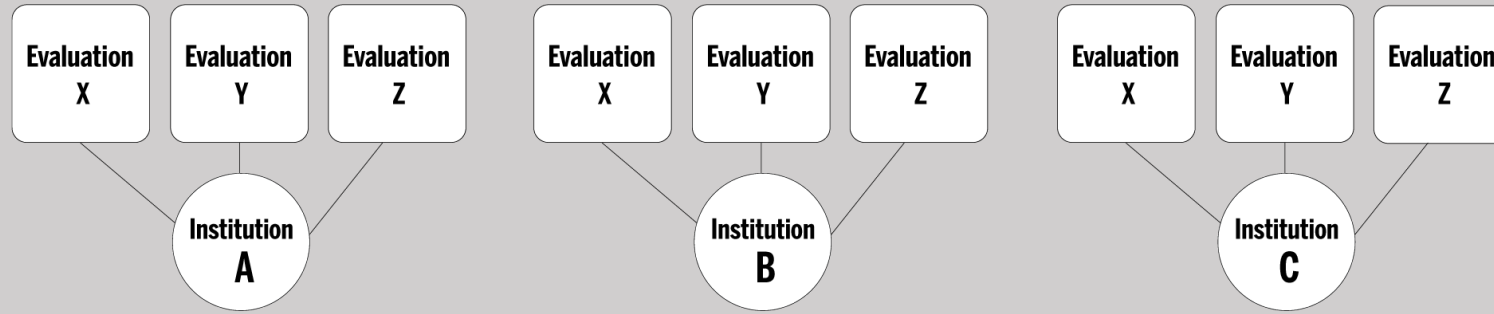 Evaluation
X
Evaluation
Y
Evaluation
Z
Institution
A
Evaluation
X
Evaluation
Y
Evaluation
Z
Institution
B
Evaluation
X
Evaluation
Y
Evaluation
Z
Institution
C